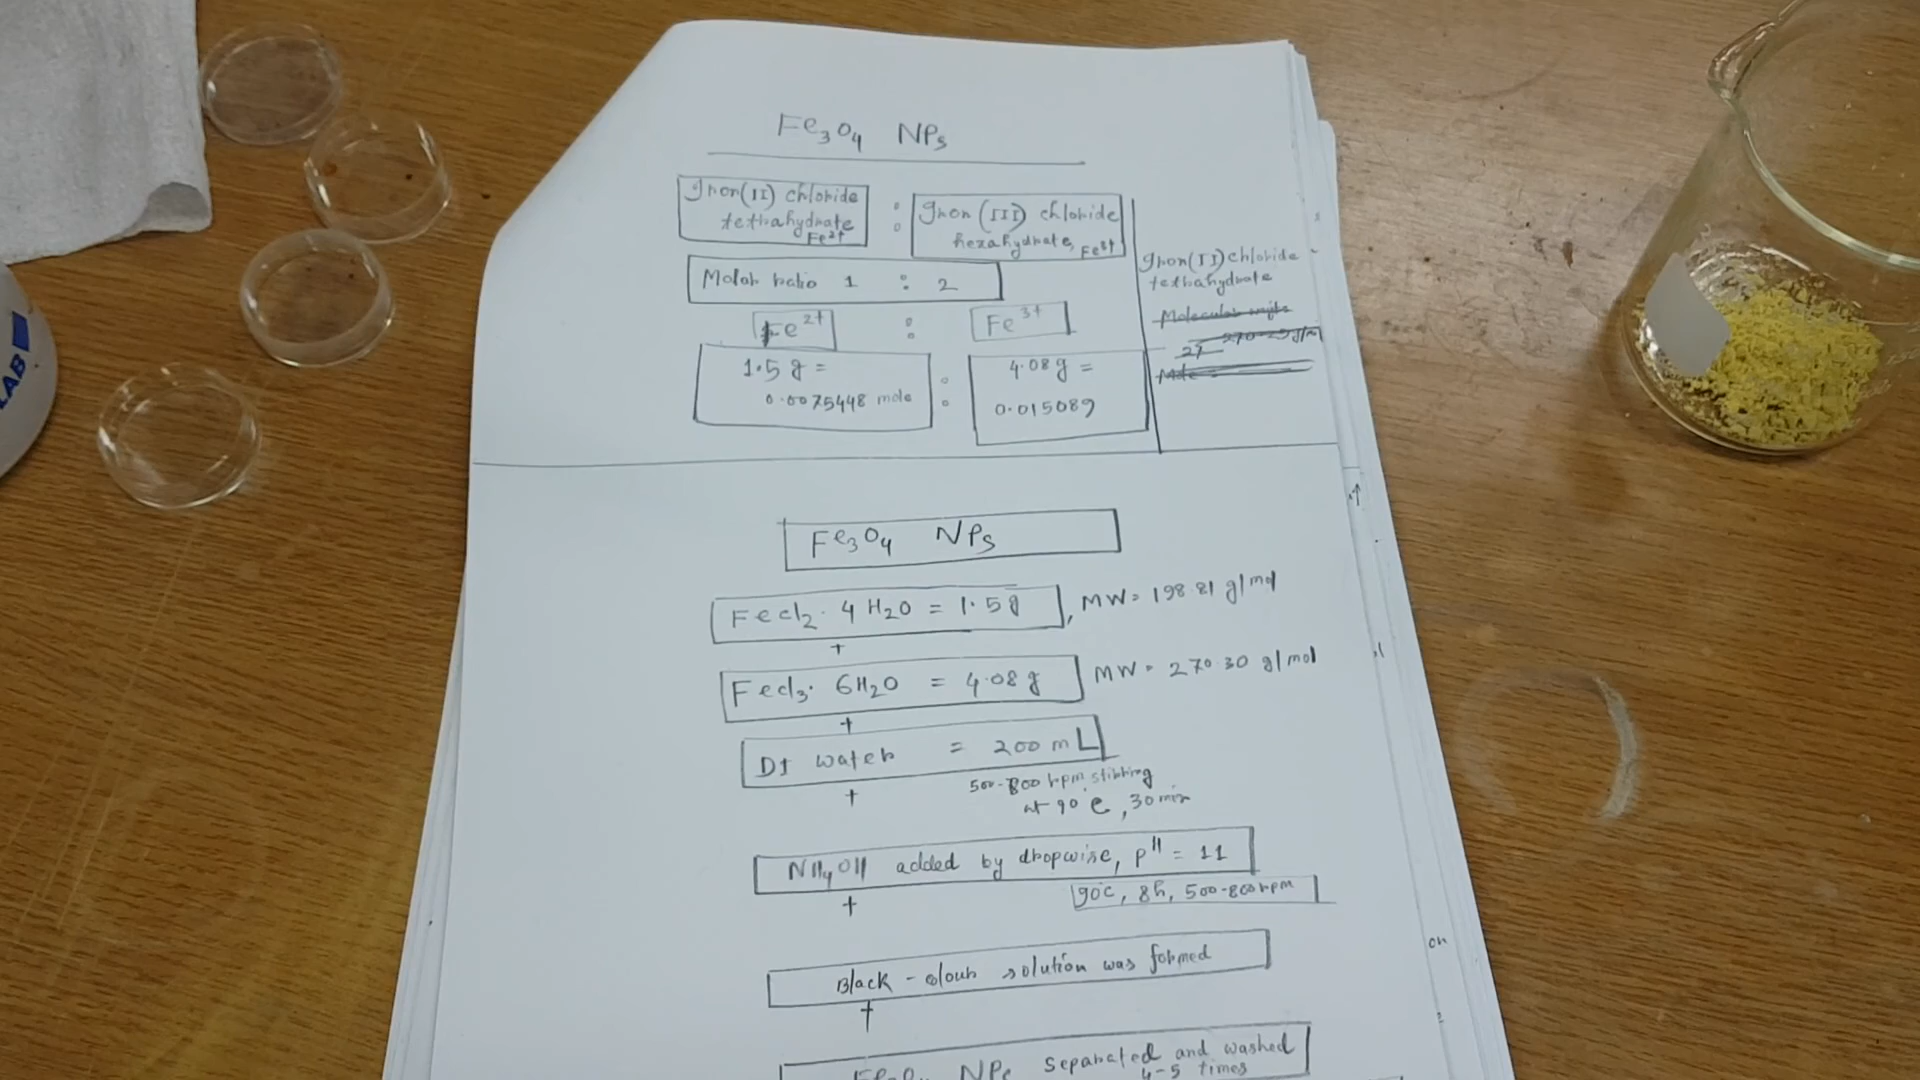 Fe3O4 NPs
Iron(II) chloride
tetrahydrate
Fe2+
:
Iron (III) chloride
hexahydrate, Fe3+
Molar ratio 1 : 2
Fe2+ : Fe3+
1.5 g =
0.0075448 mole
:
4.08 g =
0.015089
Iron(II) chloride
tetrahydrate
Fe3O4 NPs
FeCl2. 4H2O = 1.5 g, MW = 198.81 g/mol
+
FeCl3. 6H2O = 4.08 g MW = 270.30 g/mol
+
DI water = 200 mL
500-800 rpm stirring
at 90°C, 30 min
+
NH4OH added by dropwise, pH = 11
90c, 8h, 500-800 rpm
+
Black - colour solution was formed
+
NPs separated and washed
4-5 times
LAB
on